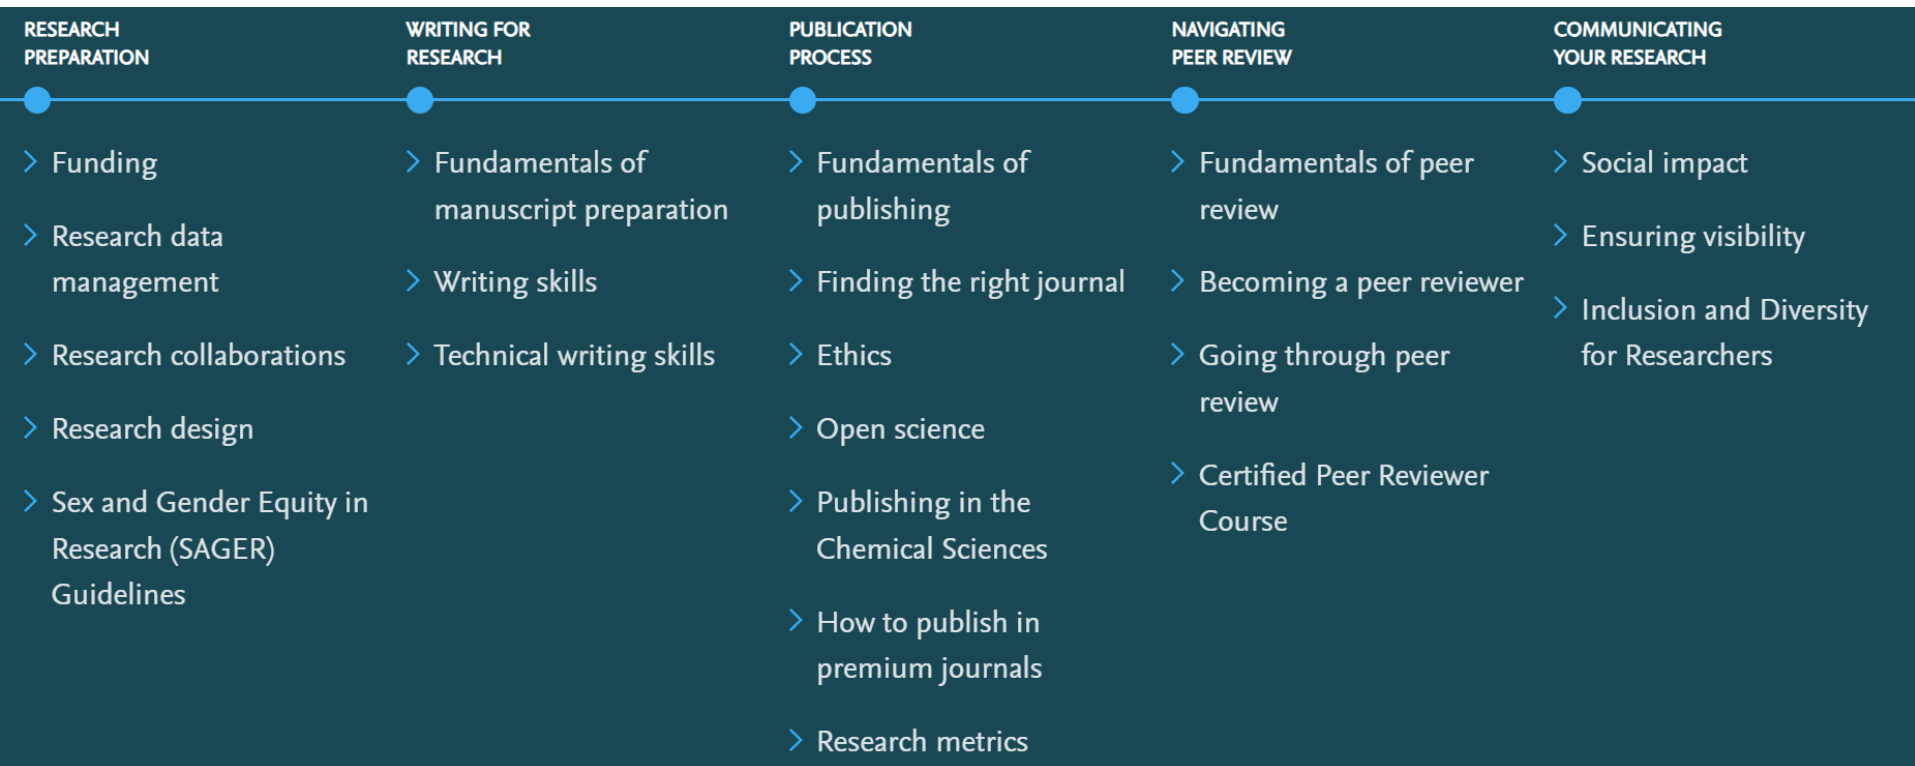 RESEARCH
PREPARATION
Funding
Research data
management
Research collaborations
Research design
Sex and Gender Equity in
Research (SAGER)
Guidelines
WRITING FOR
RESEARCH
Fundamentals of
manuscript preparation
Writing skills
Technical writing skills
PUBLICATION
PROCESS
Fundamentals of
publishing
Finding the right journal
Ethics
Open science
Publishing in the
Chemical Sciences
How to publish in
premium journals
Research metrics
NAVIGATING
PEER REVIEW
Fundamentals of peer
review
Becoming a peer reviewer
Going through peer
review
Certified Peer Reviewer
Course
COMMUNICATING
YOUR RESEARCH
Social impact
Ensuring visibility
Inclusion and Diversity
for Researchers